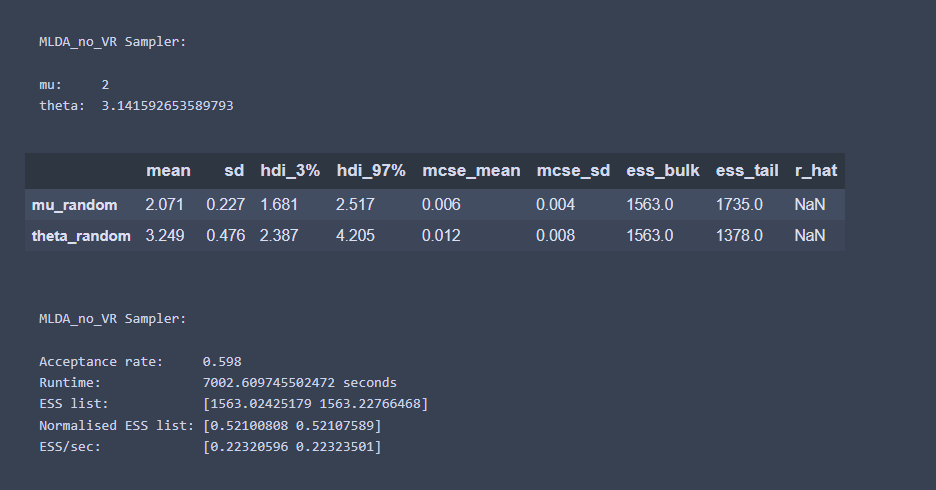 MLDA_no_VR Sampler:
mu: 2
theta: 3.141592653589793
mean sd hdi_3% hdi_97% mcse_mean mcse_sd ess_bulk ess_tail r_hat
mu_random 2.071 0.227 1.681 2.517 0.006 0.004 1563.0 1735.0 NaN
theta_random 3.249 0.476 2.387 4.205 0.012 0.008 1563.0 1378.0 NaN
MLDA_no_VR Sampler:
Acceptance rate: 0.598
Runtime: 7002.609745502472 seconds
ESS list: [1563.02425179 1563.22766468]
Normalised ESS list: [0.52100808 0.52107589]
ESS/sec: [0.22320596 0.22323501]